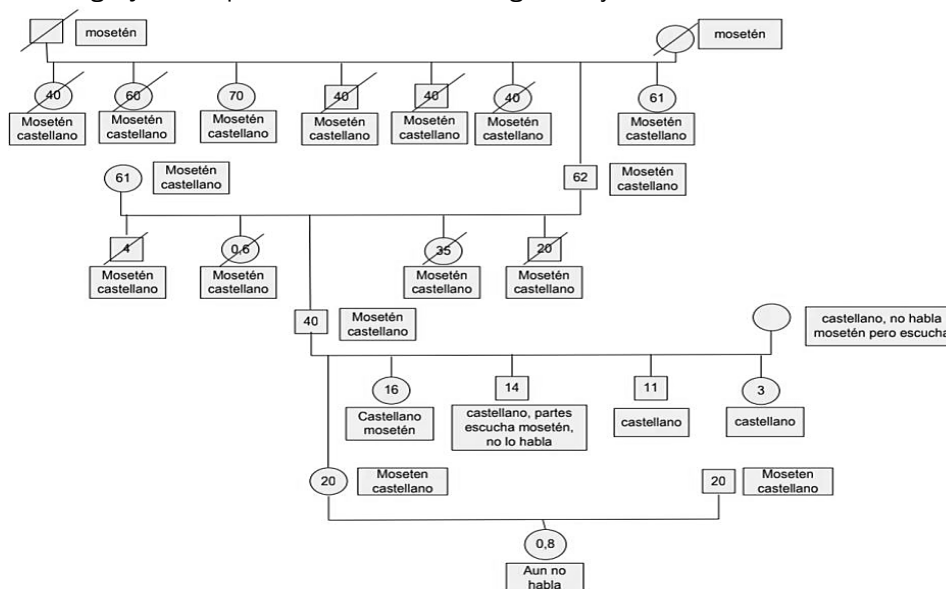 mosetén
mosetén
40
60
70
40
40
40
61
Mosetén
castellano
Mosetén
castellano
Mosetén
castellano
Mosetén
castellano
Mosetén
castellano
Mosetén
castellano
Mosetén
castellano
61
Mosetén
castellano
62
Mosetén
castellano
4
0,6
35
20
Mosetén
castellano
Mosetén
castellano
Mosetén
castellano
Mosetén
castellano
40
Mosetén
castellano
castellano, no habla
mosetén pero escucha
16
14
11
3
Castellano
mosetén
castellano, partes
escucha mosetén,
no lo habla
castellano
castellano
20
Moseten
castellano
20
Moseten
castellano
0,8
Aun no
habla